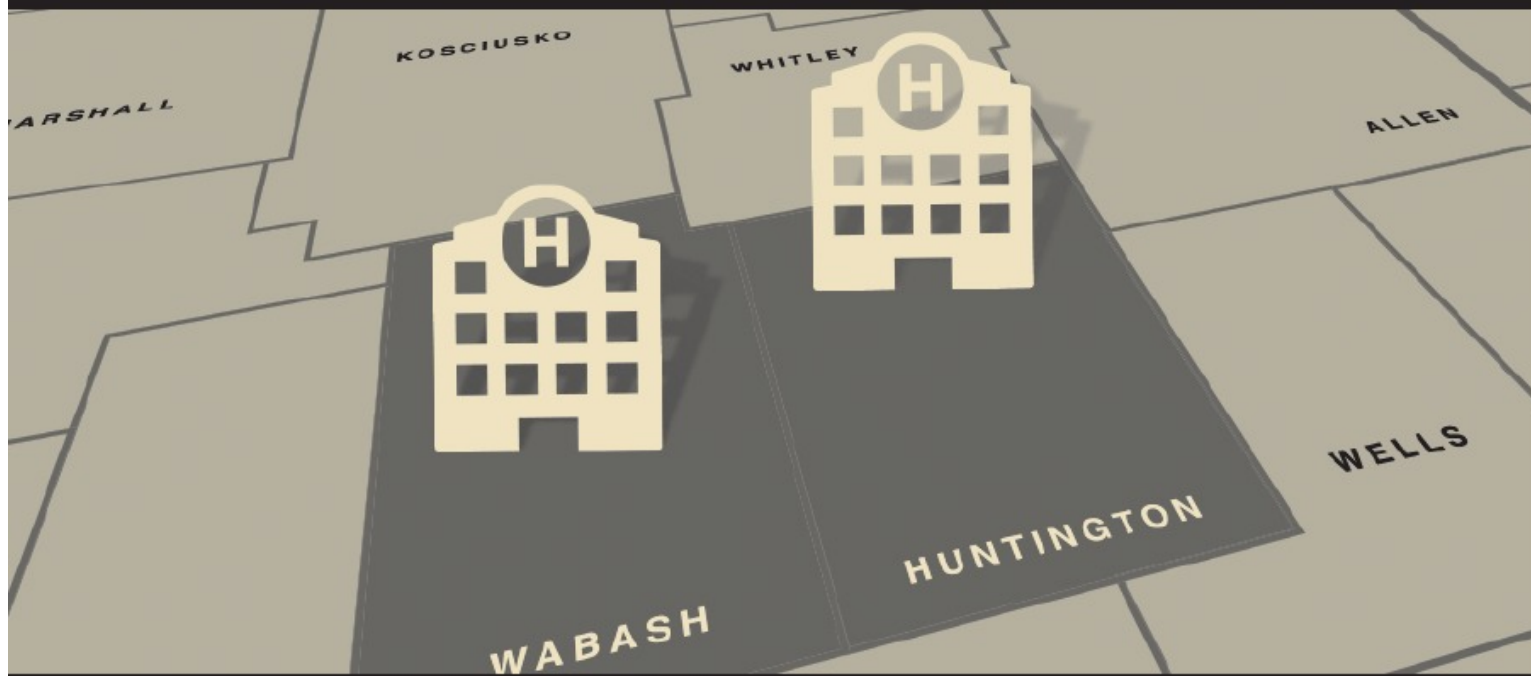 KOSCIUSKO
WHITLEY
H
ARSHALL
ALLEN
H
WELLS
HUNTINGTON
WABASH